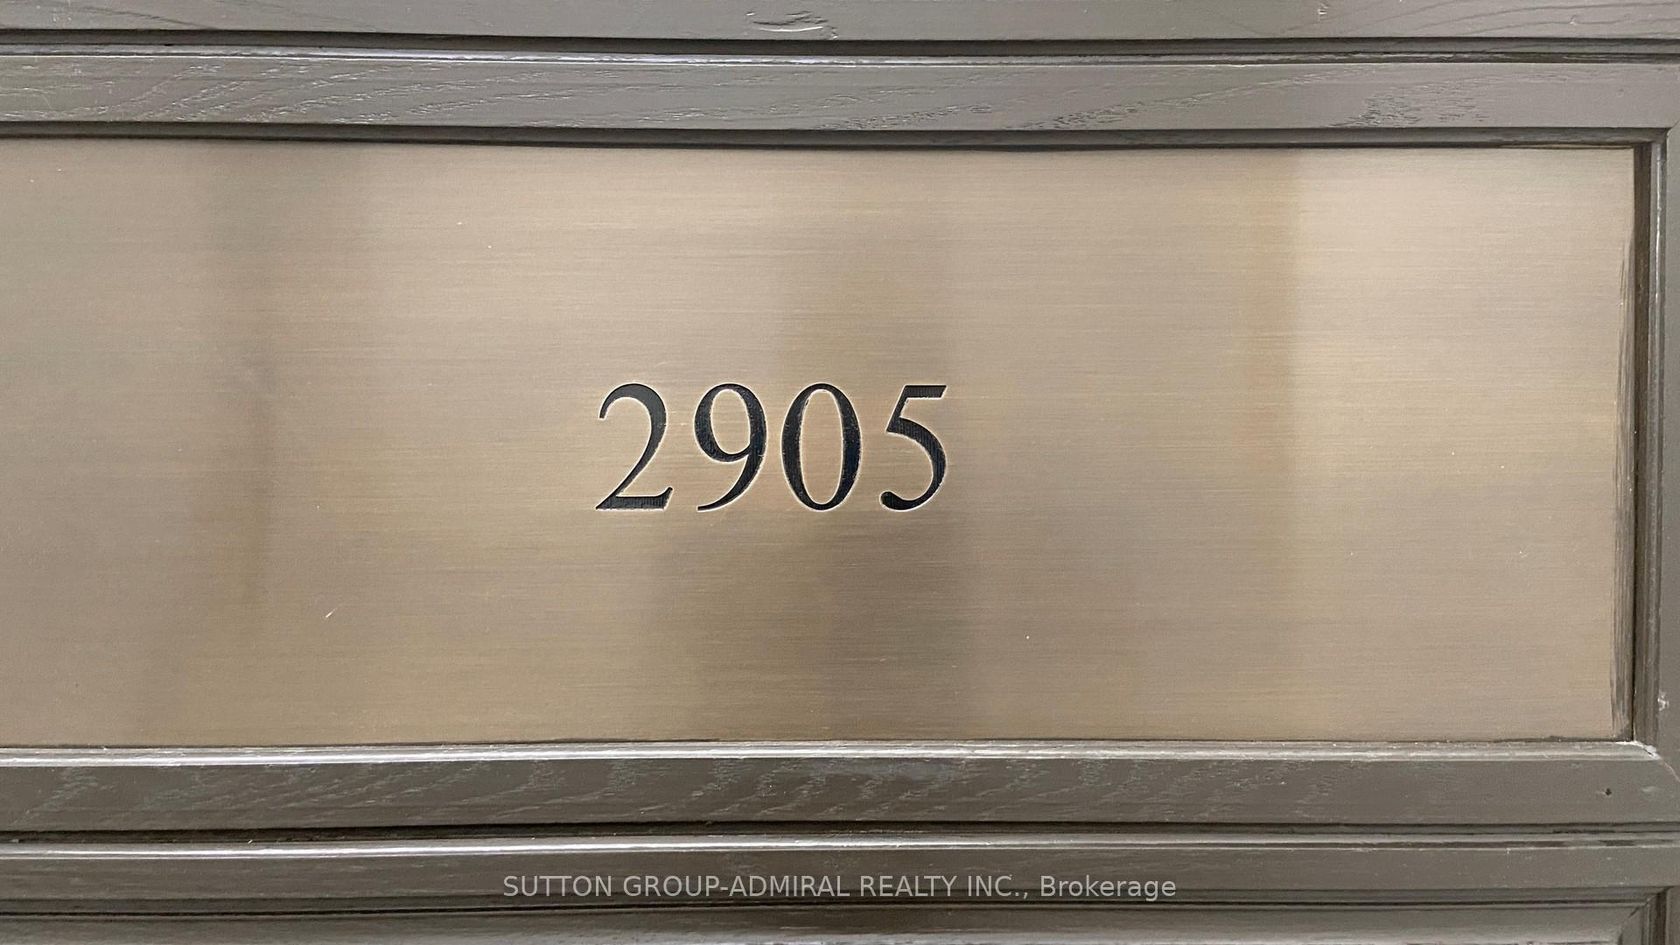 2905
SUTTON GROUP-ADMIRAL REALTY INC., Brokerage